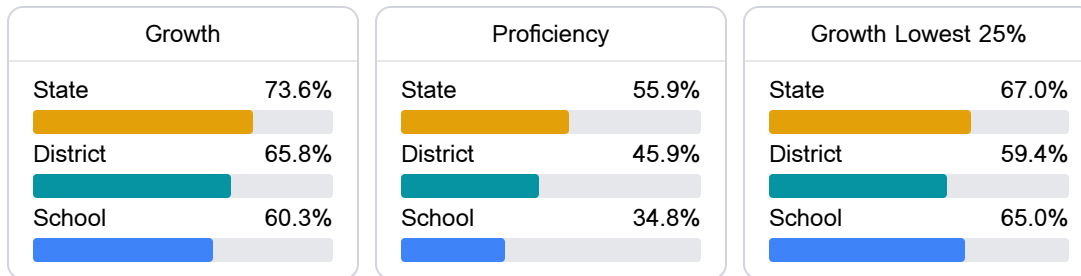 Growth
State 73.6%
District 65.8%
School 60.3%
Proficiency
State 55.9%
District 45.9%
School 34.8%
Growth Lowest 25%
State 67.0%
District 59.4%
School 65.0%